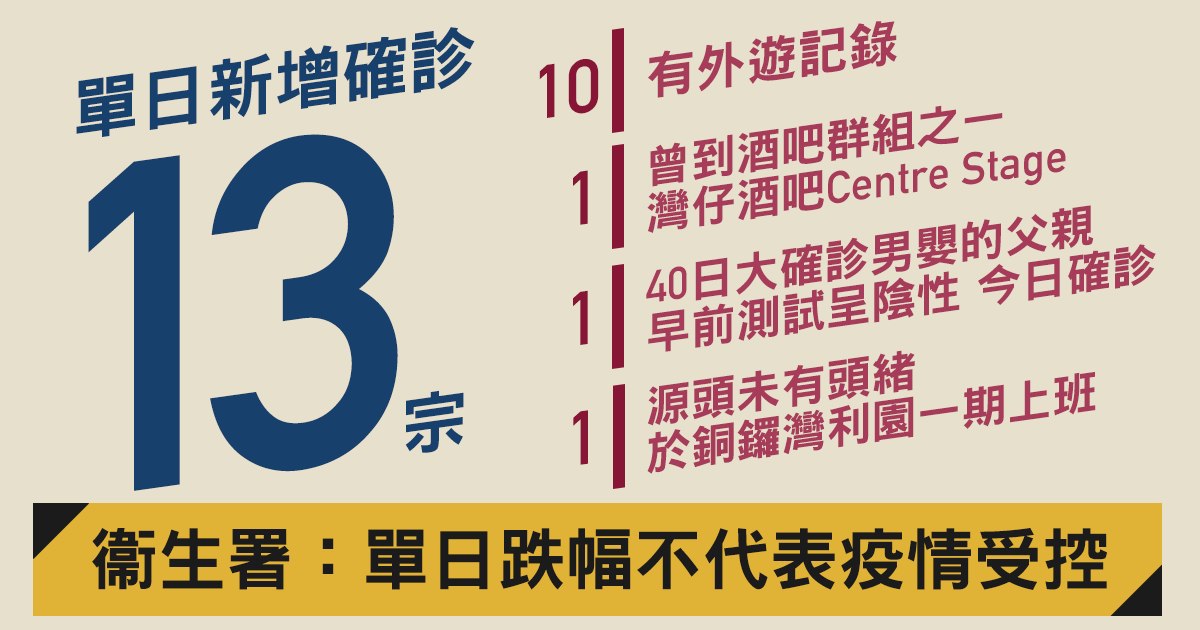 單日新增確診
13宗
10 有外遊記錄
1 曾到酒吧群組之一
灣仔酒吧Centre Stage
1 40日大確診男嬰的父親
早前測試呈陰性 今日確診
1 源頭未有頭緒
於銅鑼灣利園一期上班
衞生署：單日跌幅不代表疫情受控